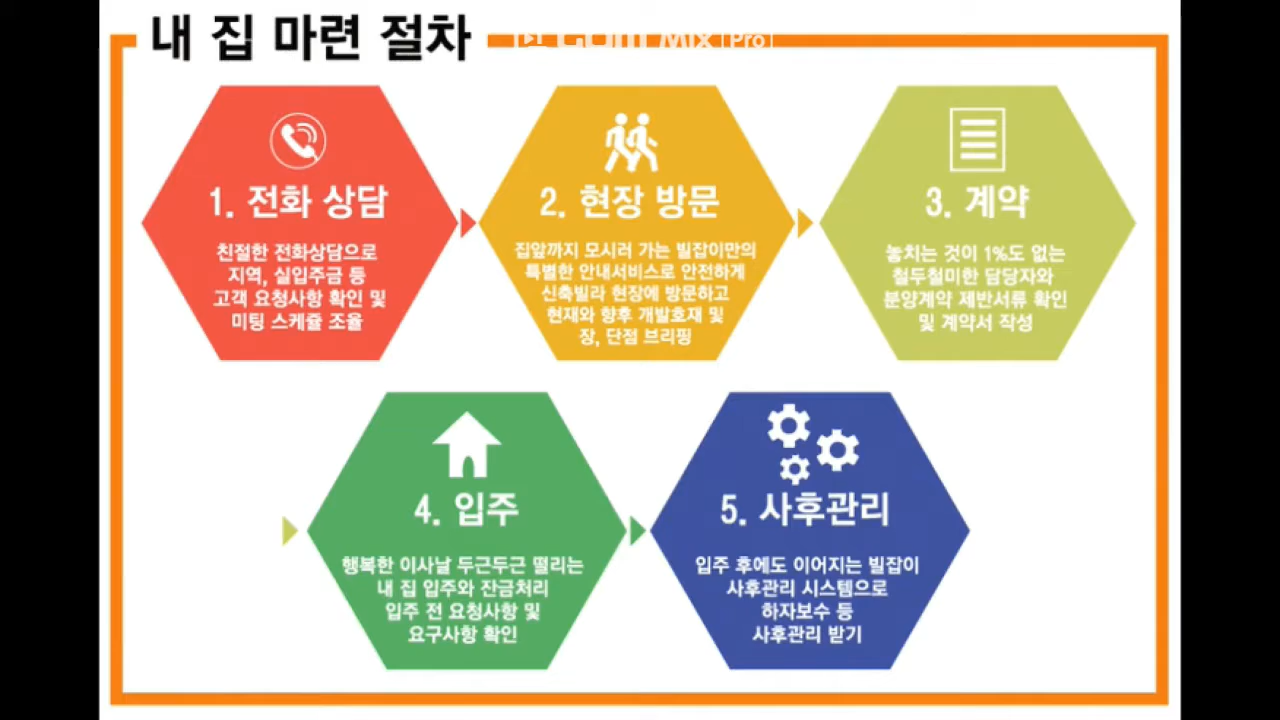 내 집 마련 절차
GOM Mix [Pro]
1. 전화 상담
친절한 전화상담으로
지역, 실입주금 등
고객 요청사항 확인 및
미팅 스케쥴 조율
2. 현장 방문
집앞까지 모시러 가는 빌잡이만의
특별한 안내서비스로 안전하게
신축빌라 현장에 방문하고
현재와 향후 개발호재 및
장, 단점 브리핑
3. 계약
놓치는 것이 1%도 없는
철두철미한 담당자와
분양계약 제반서류 확인
및 계약서 작성
4. 입주
행복한 이사날 두근두근 떨리는
내 집 입주와 잔금처리
입주 전 요청사항 및
요구사항 확인
5. 사후관리
입주 후에도 이어지는 빌잡이
사후관리 시스템으로
하자보수 등
사후관리 받기